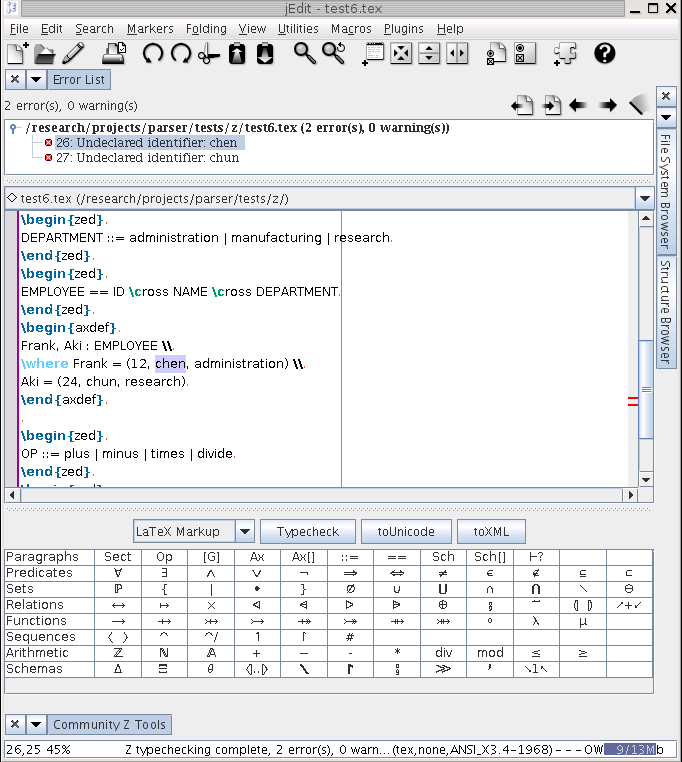 jEdit - test6.tex
File Edit Search Markers Folding View Utilities Macros Plugins Help
Error List
2 error(s), 0 warning(s)
/research/projects/parser/tests/z/test6.tex (2 error(s), 0 warning(s))
26: Undeclared identifier: chen
27: Undeclared identifier: chun
File System Browser
Structure Browser
test6.tex (/research/projects/parser/tests/z/)
\begin{zed}.
DEPARTMENT ::= administration | manufacturing | research.
\end{zed}.
\begin{zed}.
EMPLOYEE == ID \cross NAME \cross DEPARTMENT.
\end{zed}.
\begin{axdef}.
Frank, Aki : EMPLOYEE \\.
\where Frank = (12, chen, administration) \\.
Aki = (24, chun, research).
\end{axdef}.
.
\begin{zed}.
OP ::= plus | minus | times | divide.
\end{zed}.
LaTeX Markup Typecheck toUnicode toXML
Paragraphs Sect Op [G] Ax Ax[] ::= == Sch Sch[] ⊢?
Predicates ∀ ∃ ∧ ∨ ¬ ⇒ ⇔ ≠ ∈ ∉ ⊆ ⊂
Sets ℙ { | • } ∅ ∪ ⋃ ∩ ⋂ \ ⊖
Relations ↔ ↦ × ⊲ ⩤ ⊳ ⩥ ⊕ ⨾ ~ ⦇ ⦈ ↗+↙
Functions → ⇸ ↣ ⤔ ↠ ⤀ ⤖ ⤕ ∘ λ μ
Sequences ⟨ ⟩ ⁀ ⁀/ ↿ ↾ #
Arithmetic ℤ ℕ 𝔸 + − - * div mod ≤ ≥
Schemas Δ Ξ θ ⦉..⦊ \ ↾ ⨟ ⨠ ′ ↘1↖
Community Z Tools
26,25 45% Z typechecking complete, 2 error(s), 0 warn...(tex,none,ANSI_X3.4-1968) - - - OW 9/13Mb